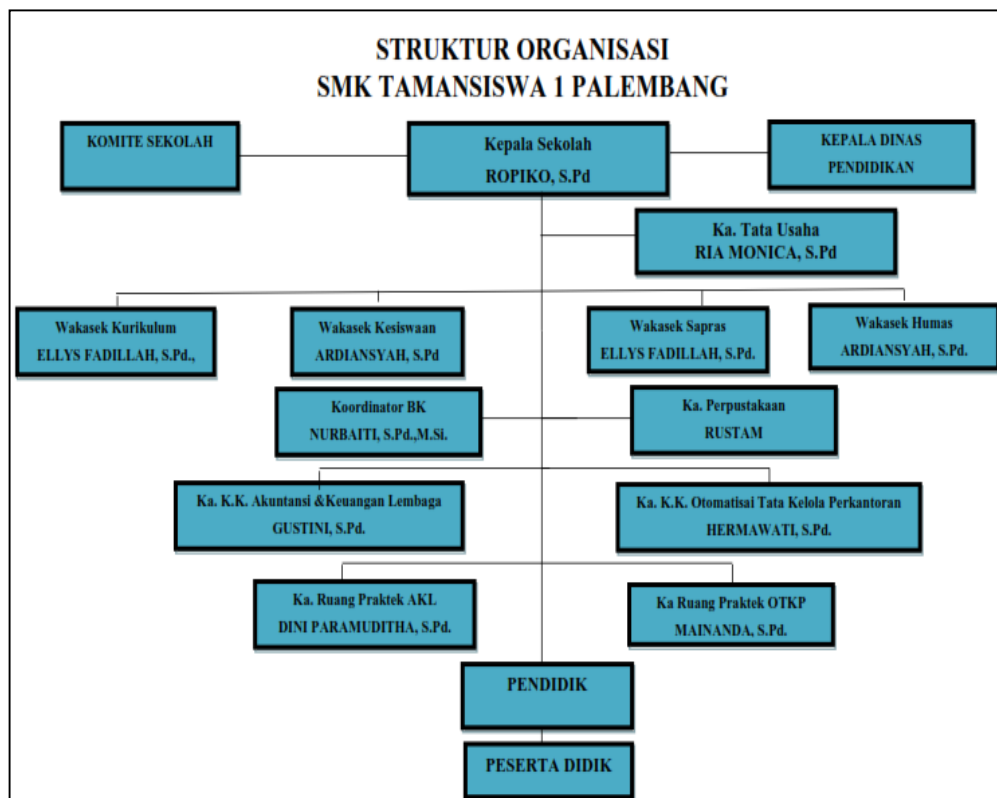 STRUKTUR ORGANISASI
SMK TAMANSISWA 1 PALEMBANG
KOMITE SEKOLAH
Kepala Sekolah
ROPIKO, S.Pd
KEPALA DINAS
PENDIDIKAN
Ka. Tata Usaha
RIA MONICA, S.Pd
Wakasek Kurikulum
ELLYS FADILLAH, S.Pd.,
Wakasek Kesiswaan
ARDIANSYAH, S.Pd
Wakasek Sapras
ELLYS FADILLAH, S.Pd.
Wakasek Humas
ARDIANSYAH, S.Pd.
Koordinator BK
NURBAITI, S.Pd.,M.Si.
Ka. Perpustakaan
RUSTAM
Ka. K.K. Akuntansi &Keuangan Lembaga
GUSTINI, S.Pd.
Ka. K.K. Otomatisai Tata Kelola Perkantoran
HERMAWATI, S.Pd.
Ka. Ruang Praktek AKL
DINI PARAMUDITHA, S.Pd.
Ka Ruang Praktek OTKP
MAINANDA, S.Pd.
PENDIDIK
PESERTA DIDIK